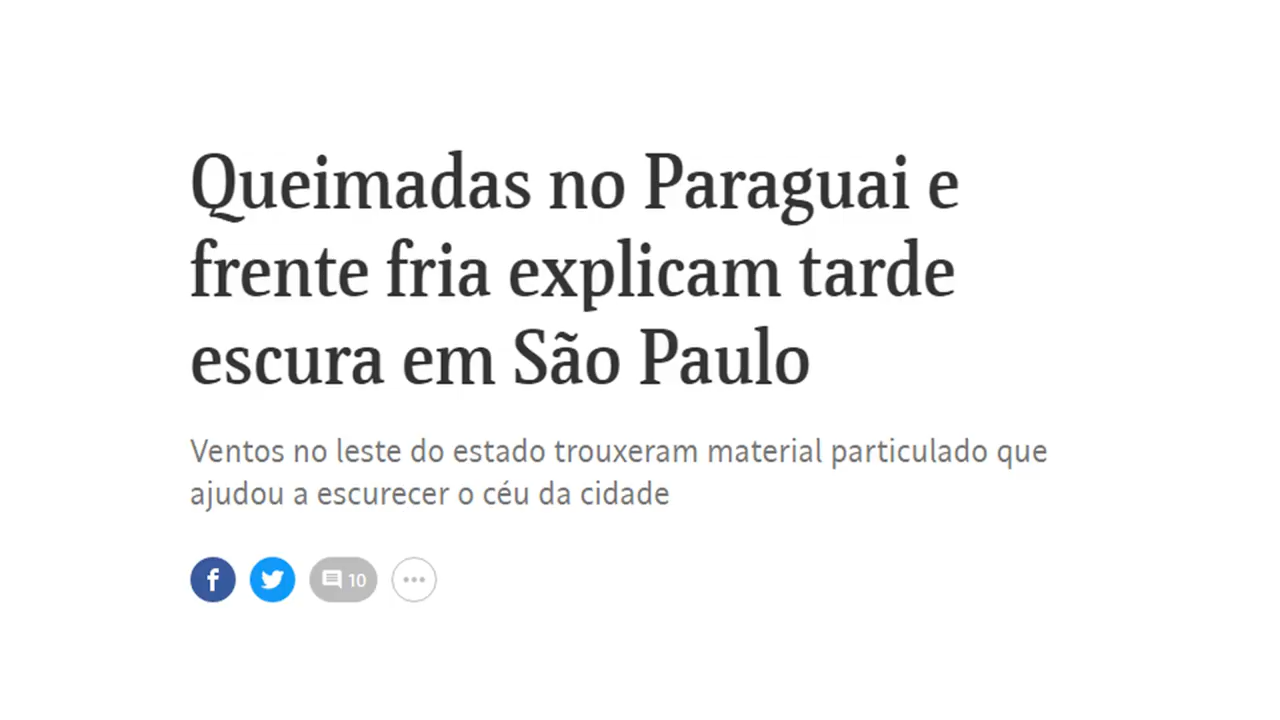 Queimadas no Paraguai e
frente fria explicam tarde
escura em São Paulo
Ventos no leste do estado trouxeram material particulado que
ajudou a escurecer o céu da cidade
f 10